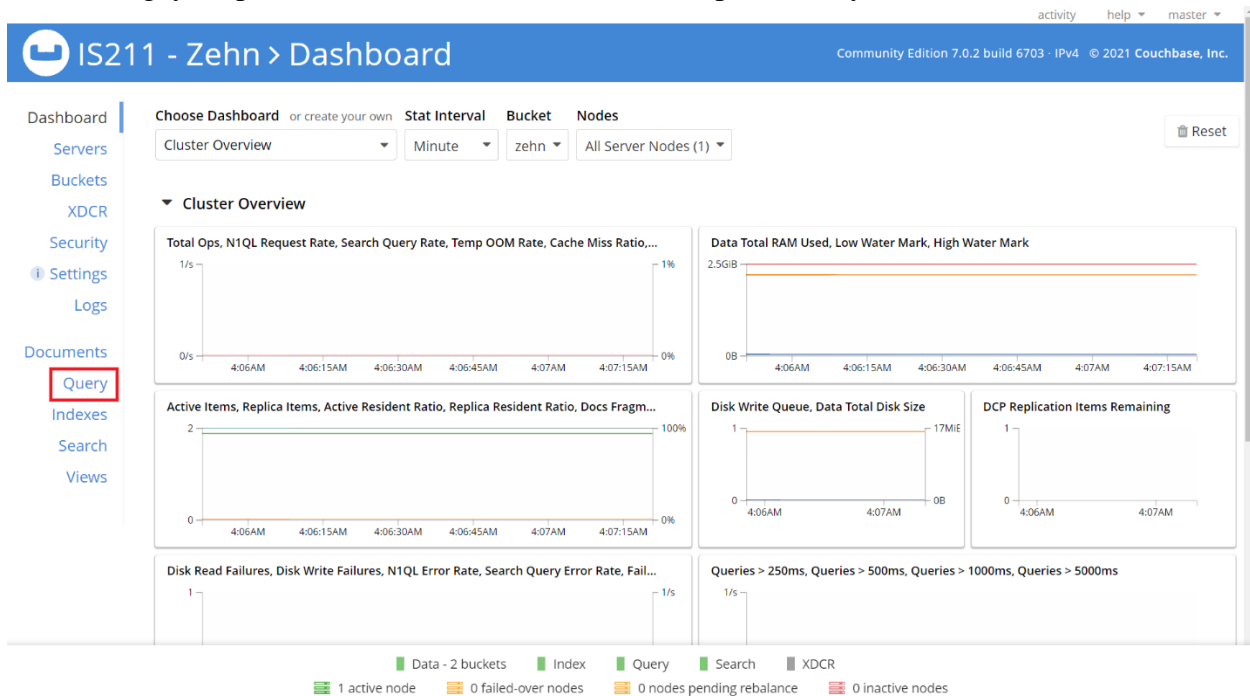 activity help master
IS211 - Zehn > Dashboard
Community Edition 7.0.2 build 6703 · IPv4 © 2021 Couchbase, Inc.
Dashboard
Servers
Buckets
XDCR
Security
Settings
Logs
Documents
Query
Indexes
Search
Views
Choose Dashboard or create your own Stat Interval Bucket Nodes
Cluster Overview Minute zehn All Server Nodes (1)
Reset
Cluster Overview
Total Ops, N1QL Request Rate, Search Query Rate, Temp OOM Rate, Cache Miss Ratio,...
1/s 1%
0/s 0%
4:06AM 4:06:15AM 4:06:30AM 4:06:45AM 4:07AM 4:07:15AM
Data Total RAM Used, Low Water Mark, High Water Mark
2.5GiB
0B
4:06AM 4:06:15AM 4:06:30AM 4:06:45AM 4:07AM 4:07:15AM
Active Items, Replica Items, Active Resident Ratio, Replica Resident Ratio, Docs Fragm...
2 100%
0 0%
4:06AM 4:06:15AM 4:06:30AM 4:06:45AM 4:07AM 4:07:15AM
Disk Write Queue, Data Total Disk Size
1 17MiB
0 0B
4:06AM 4:07AM
DCP Replication Items Remaining
1
0
4:06AM 4:07AM
Disk Read Failures, Disk Write Failures, N1QL Error Rate, Search Query Error Rate, Fail...
1 1/s
Queries > 250ms, Queries > 500ms, Queries > 1000ms, Queries > 5000ms
1/s
Data - 2 buckets Index Query Search XDCR
1 active node 0 failed-over nodes 0 nodes pending rebalance 0 inactive nodes